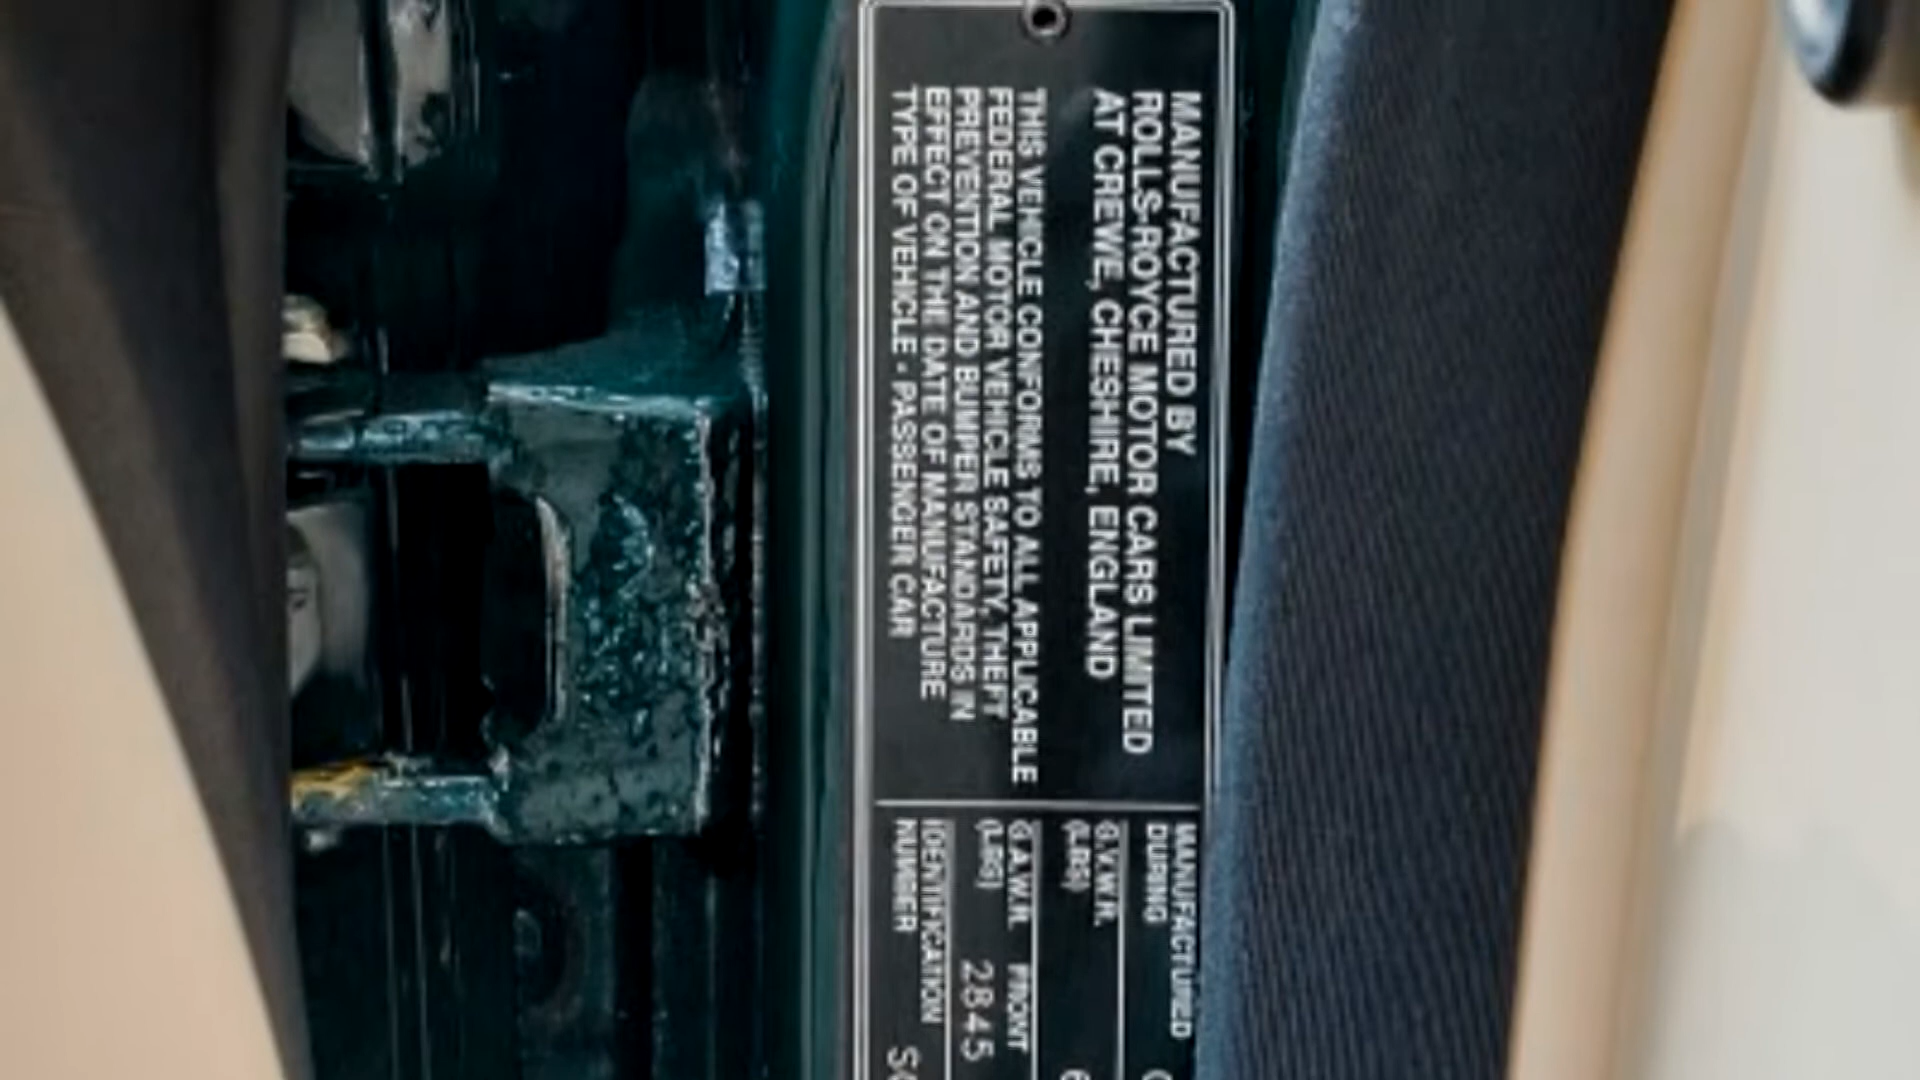 MANUFACTURED BY
ROLLS-ROYCE MOTOR CARS LIMITED
AT CREWE, CHESHIRE, ENGLAND
THIS VEHICLE CONFORMS TO ALL APPLICABLE
FEDERAL MOTOR VEHICLE SAFETY, THEFT
PREVENTION AND BUMPER STANDARDS IN
EFFECT ON THE DATE OF MANUFACTURE
TYPE OF VEHICLE - PASSENGER CAR
MANUFACTURED
DURING
G.V.W.R.
(LBS)
G.A.W.R. FRONT
(LBS) 2845
IDENTIFICATION
NUMBER